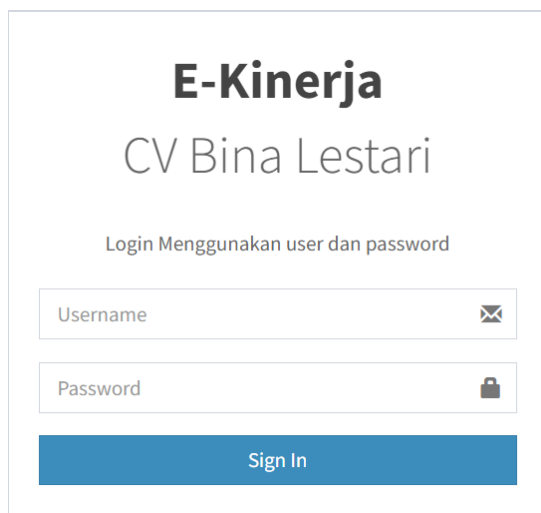 E-Kinerja
CV Bina Lestari
Login Menggunakan user dan password
Username
Password
Sign In